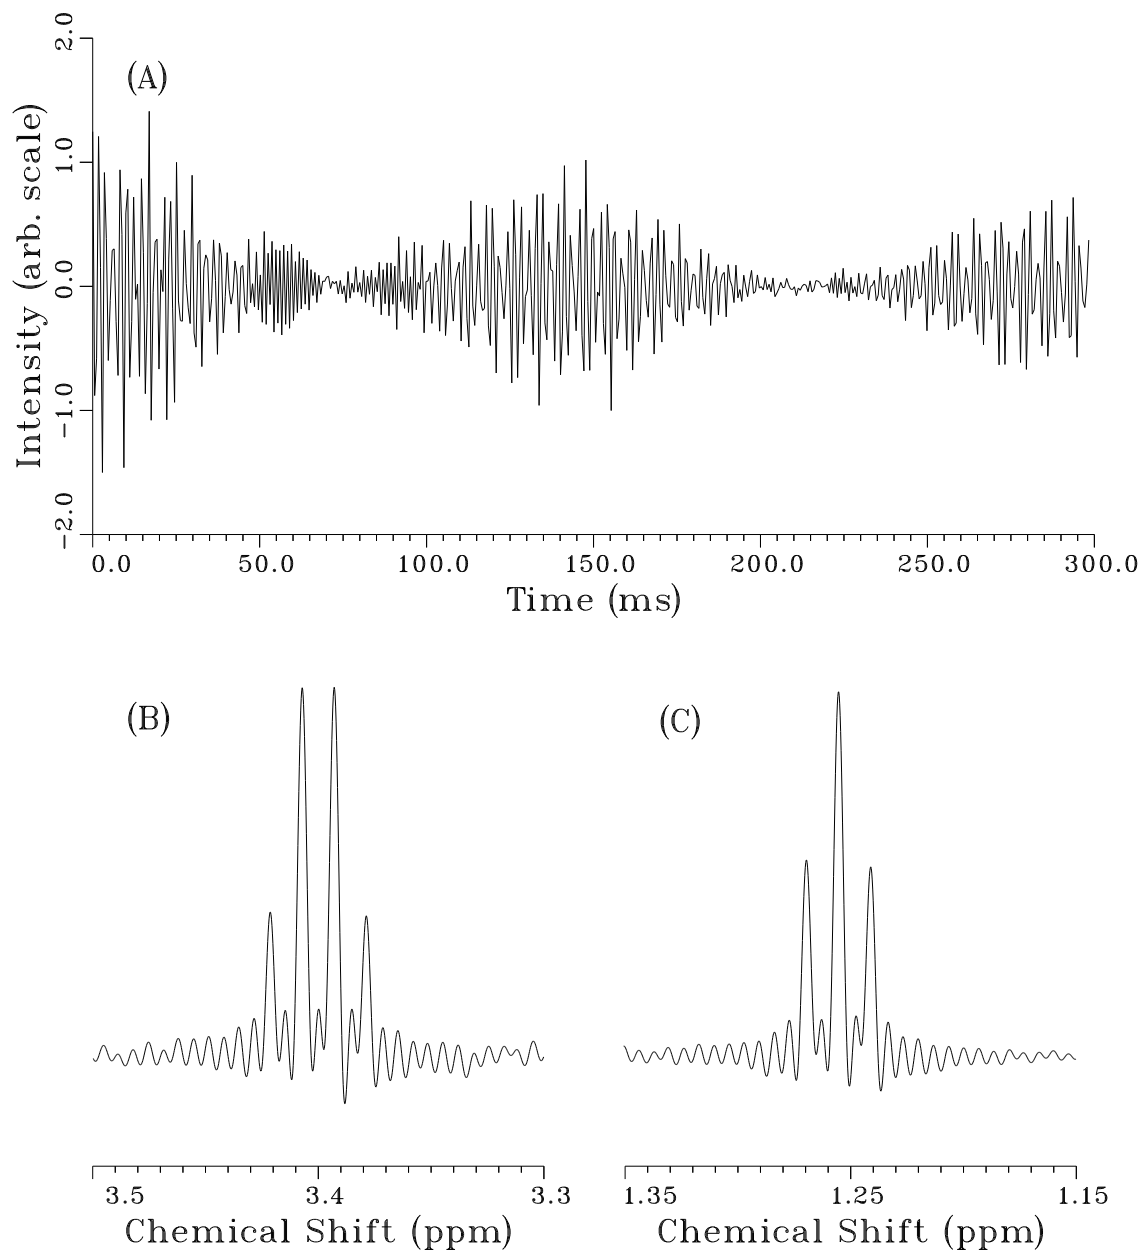 (A)
Intensity (arb. scale)
2.0
1.0
0.0
−1.0
−2.0
0.0 50.0 100.0 150.0 200.0 250.0 300.0
Time (ms)
(B)
3.5 3.4 3.3
Chemical Shift (ppm)
(C)
1.35 1.25 1.15
Chemical Shift (ppm)